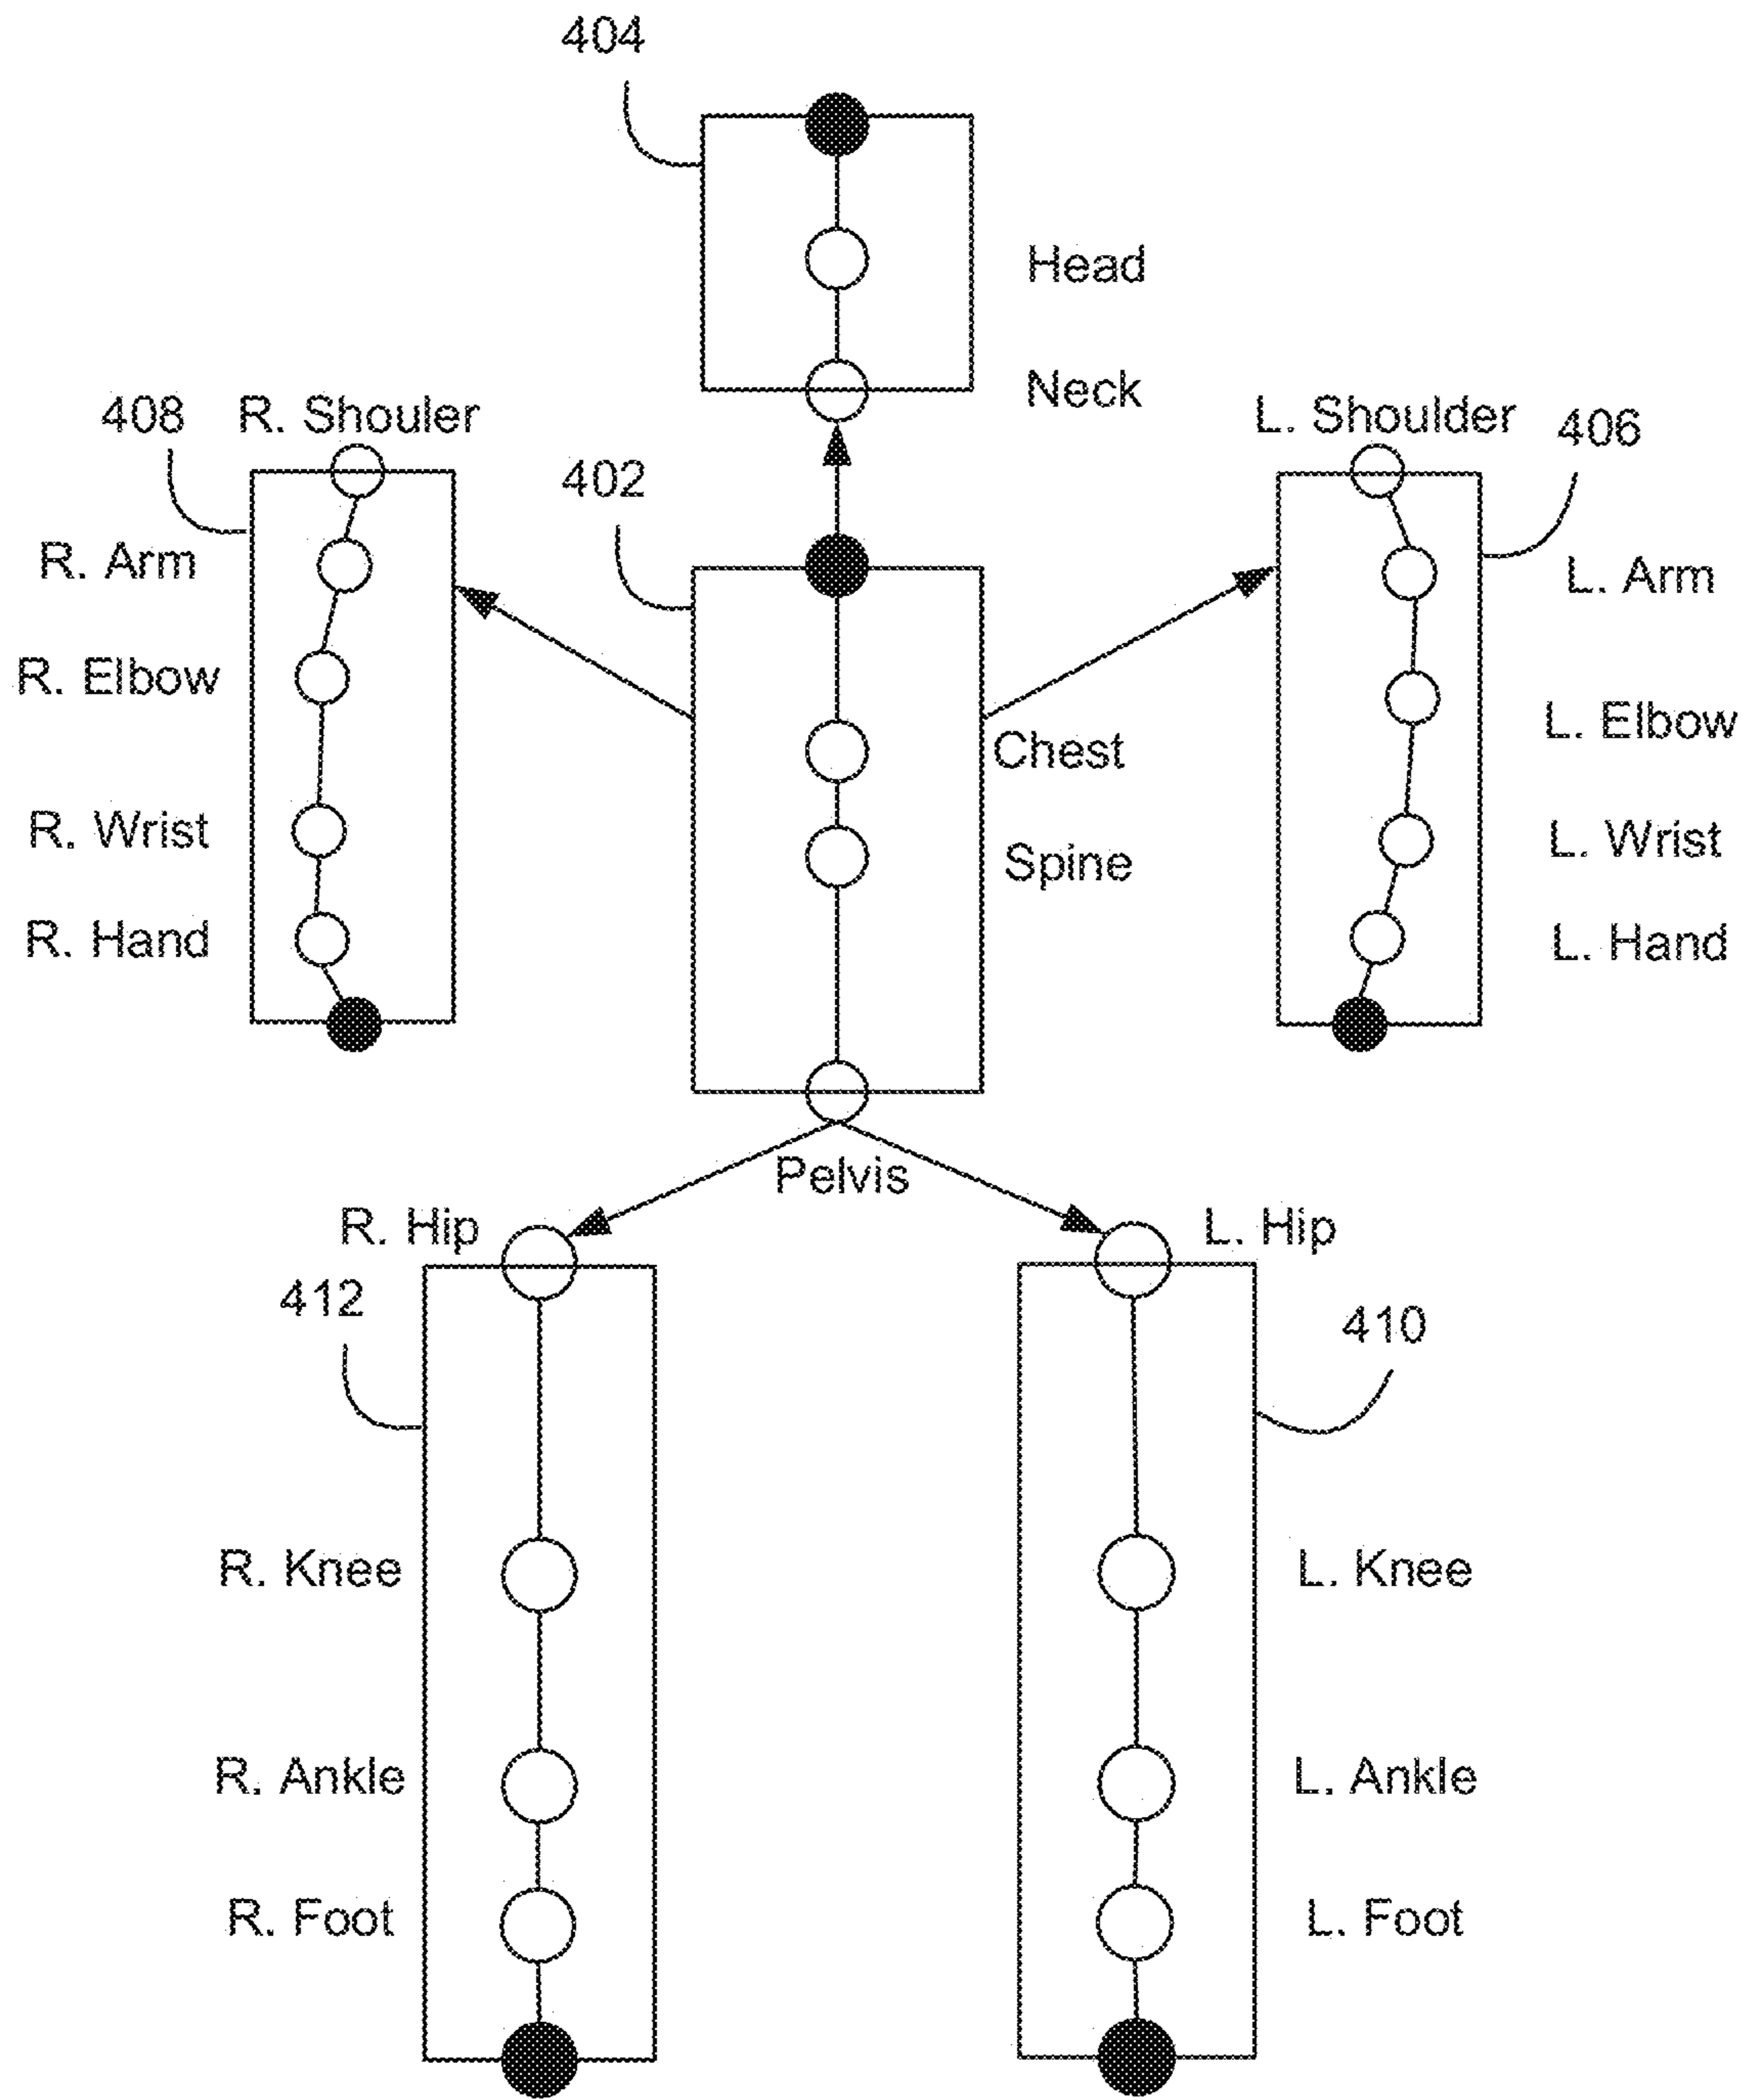 404
Head
Neck
408 R. Shouler
L. Shoulder 406
402
R. Arm
L. Arm
R. Elbow
L. Elbow
Chest
R. Wrist
L. Wrist
Spine
R. Hand
L. Hand
Pelvis
R. Hip
L. Hip
412
410
R. Knee
L. Knee
R. Ankle
L. Ankle
R. Foot
L. Foot